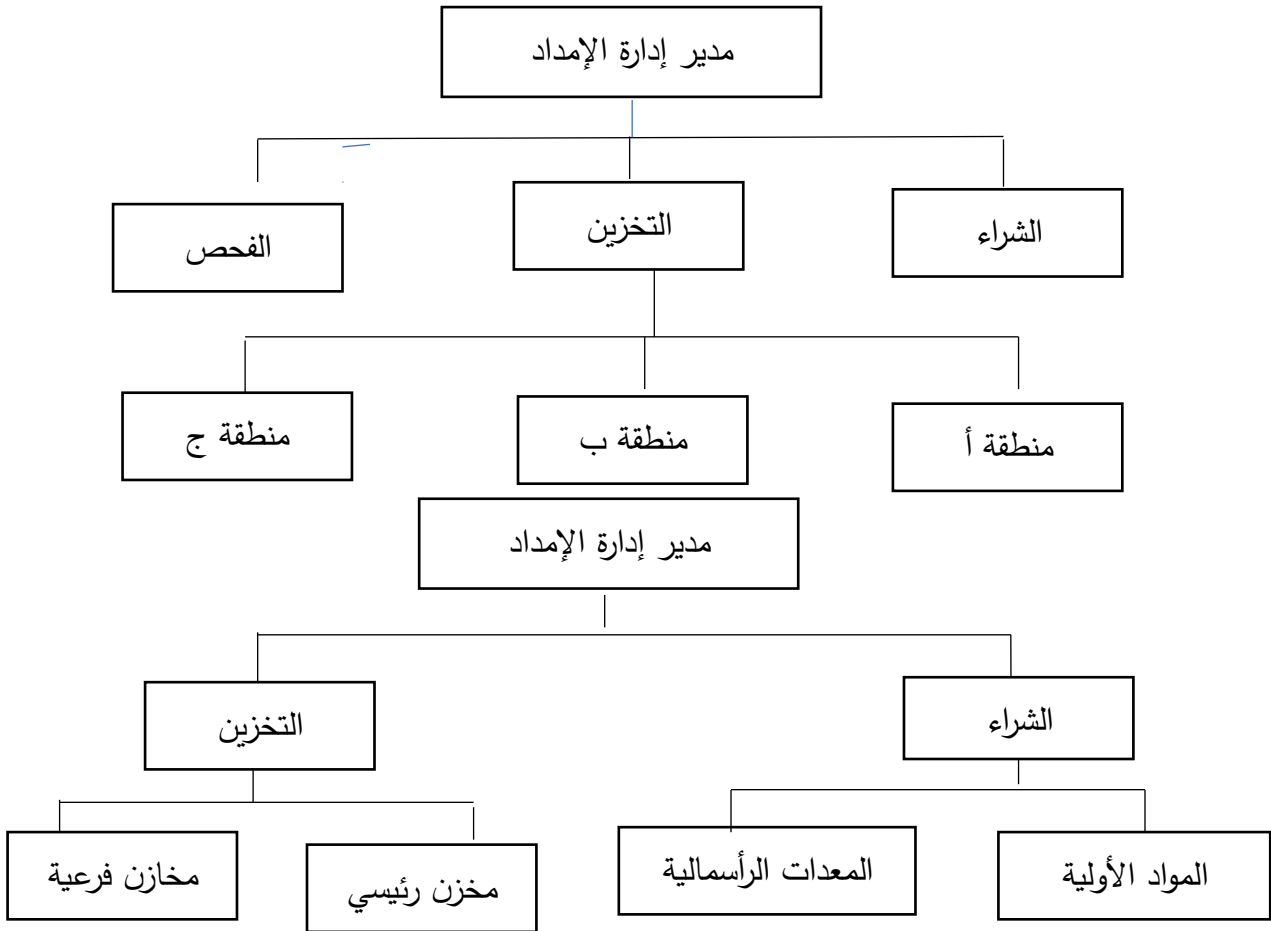 مدير إدارة الإمداد
الشراء
التخزين
الفحص
منطقة أ
منطقة ب
منطقة ج
مدير إدارة الإمداد
الشراء
التخزين
المواد الأولية
المعدات الرأسمالية
مخزن رئيسي
مخازن فرعية